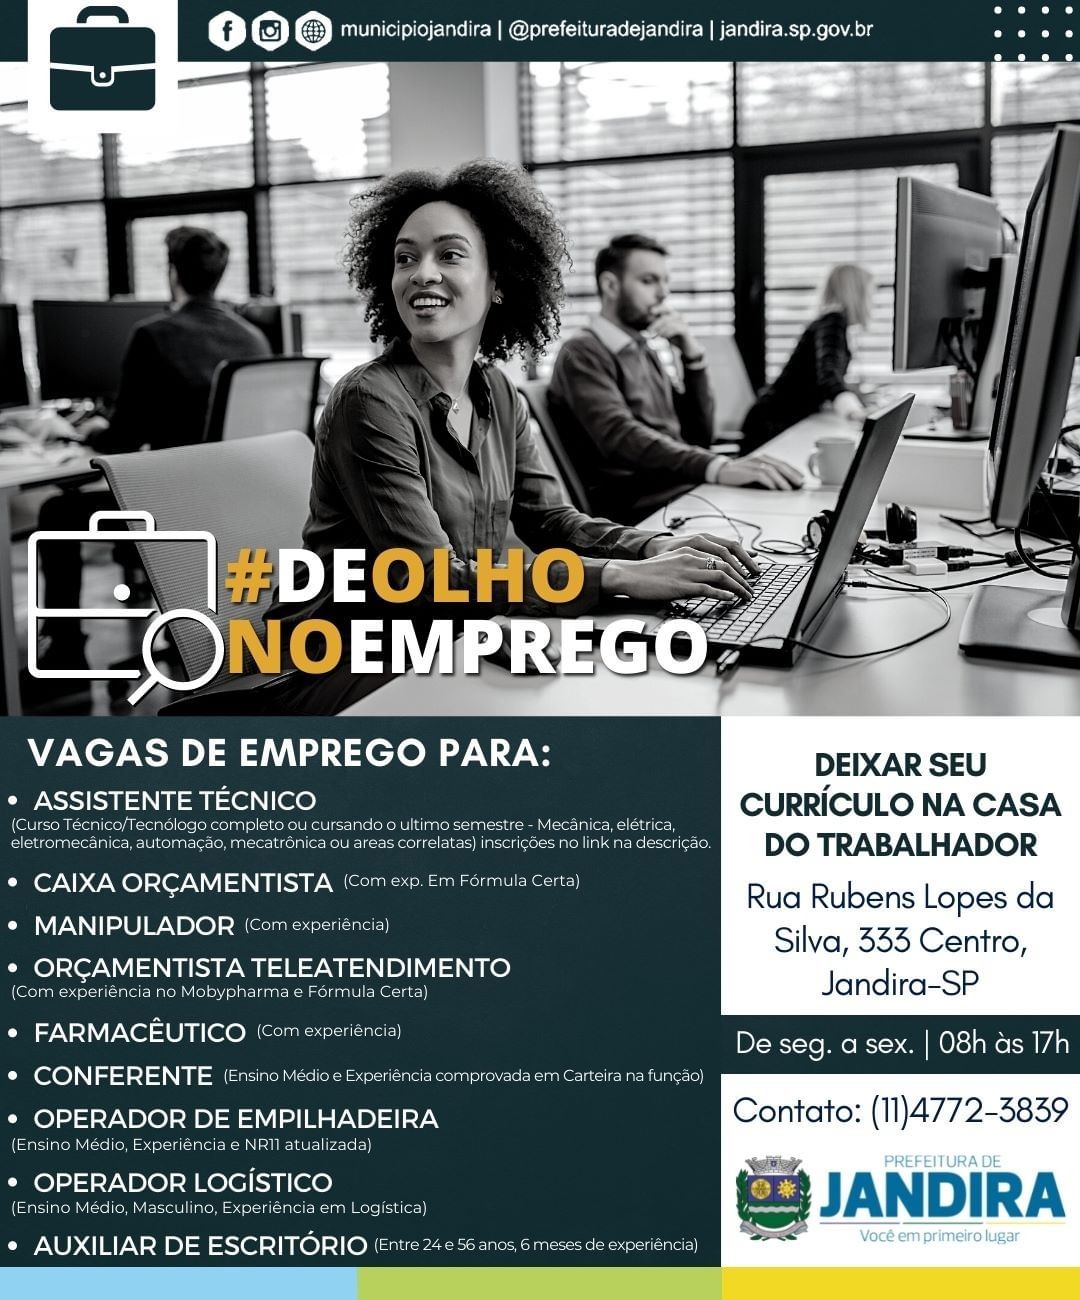 municipiojandira | @prefeituradejandira | jandira.sp.gov.br
#DEOLHO
NOEMPREGO
VAGAS DE EMPREGO PARA:
• ASSISTENTE TÉCNICO
(Curso Técnico/Tecnólogo completo ou cursando o ultimo semestre - Mecânica, elétrica,
eletromecânica, automação, mecatrônica ou areas correlatas) inscrições no link na descrição.
• CAIXA ORÇAMENTISTA (Com exp. Em Fórmula Certa)
• MANIPULADOR (Com experiência)
• ORÇAMENTISTA TELEATENDIMENTO
(Com experiência no Mobypharma e Fórmula Certa)
• FARMACÊUTICO (Com experiência)
• CONFERENTE (Ensino Médio e Experiência comprovada em Carteira na função)
• OPERADOR DE EMPILHADEIRA
(Ensino Médio, Experiência e NR11 atualizada)
• OPERADOR LOGÍSTICO
(Ensino Médio, Masculino, Experiência em Logística)
• AUXILIAR DE ESCRITÓRIO (Entre 24 e 56 anos, 6 meses de experiência)
DEIXAR SEU
CURRÍCULO NA CASA
DO TRABALHADOR
Rua Rubens Lopes da
Silva, 333 Centro,
Jandira-SP
De seg. a sex. | 08h às 17h
Contato: (11)4772-3839
PREFEITURA DE
JANDIRA
Você em primeiro lugar